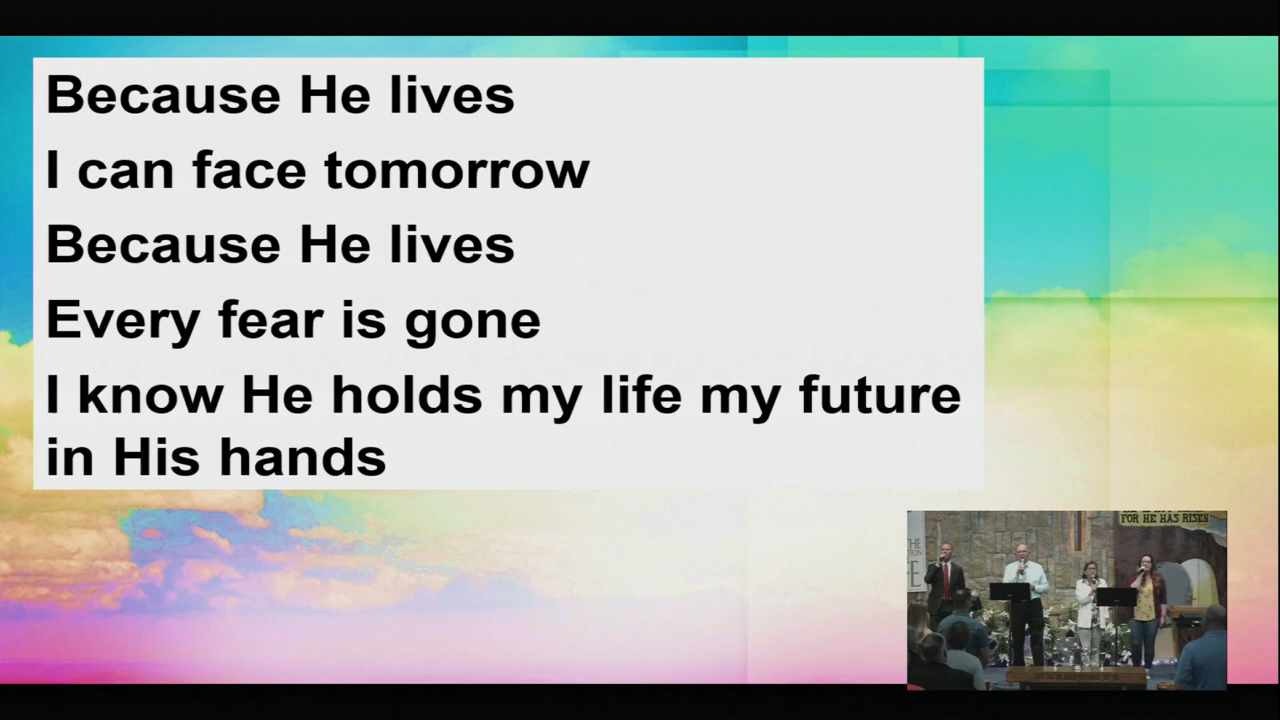 Because He lives
I can face tomorrow
Because He lives
Every fear is gone
I know He holds my life my future
in His hands
FOR HE HAS RISEN
THE